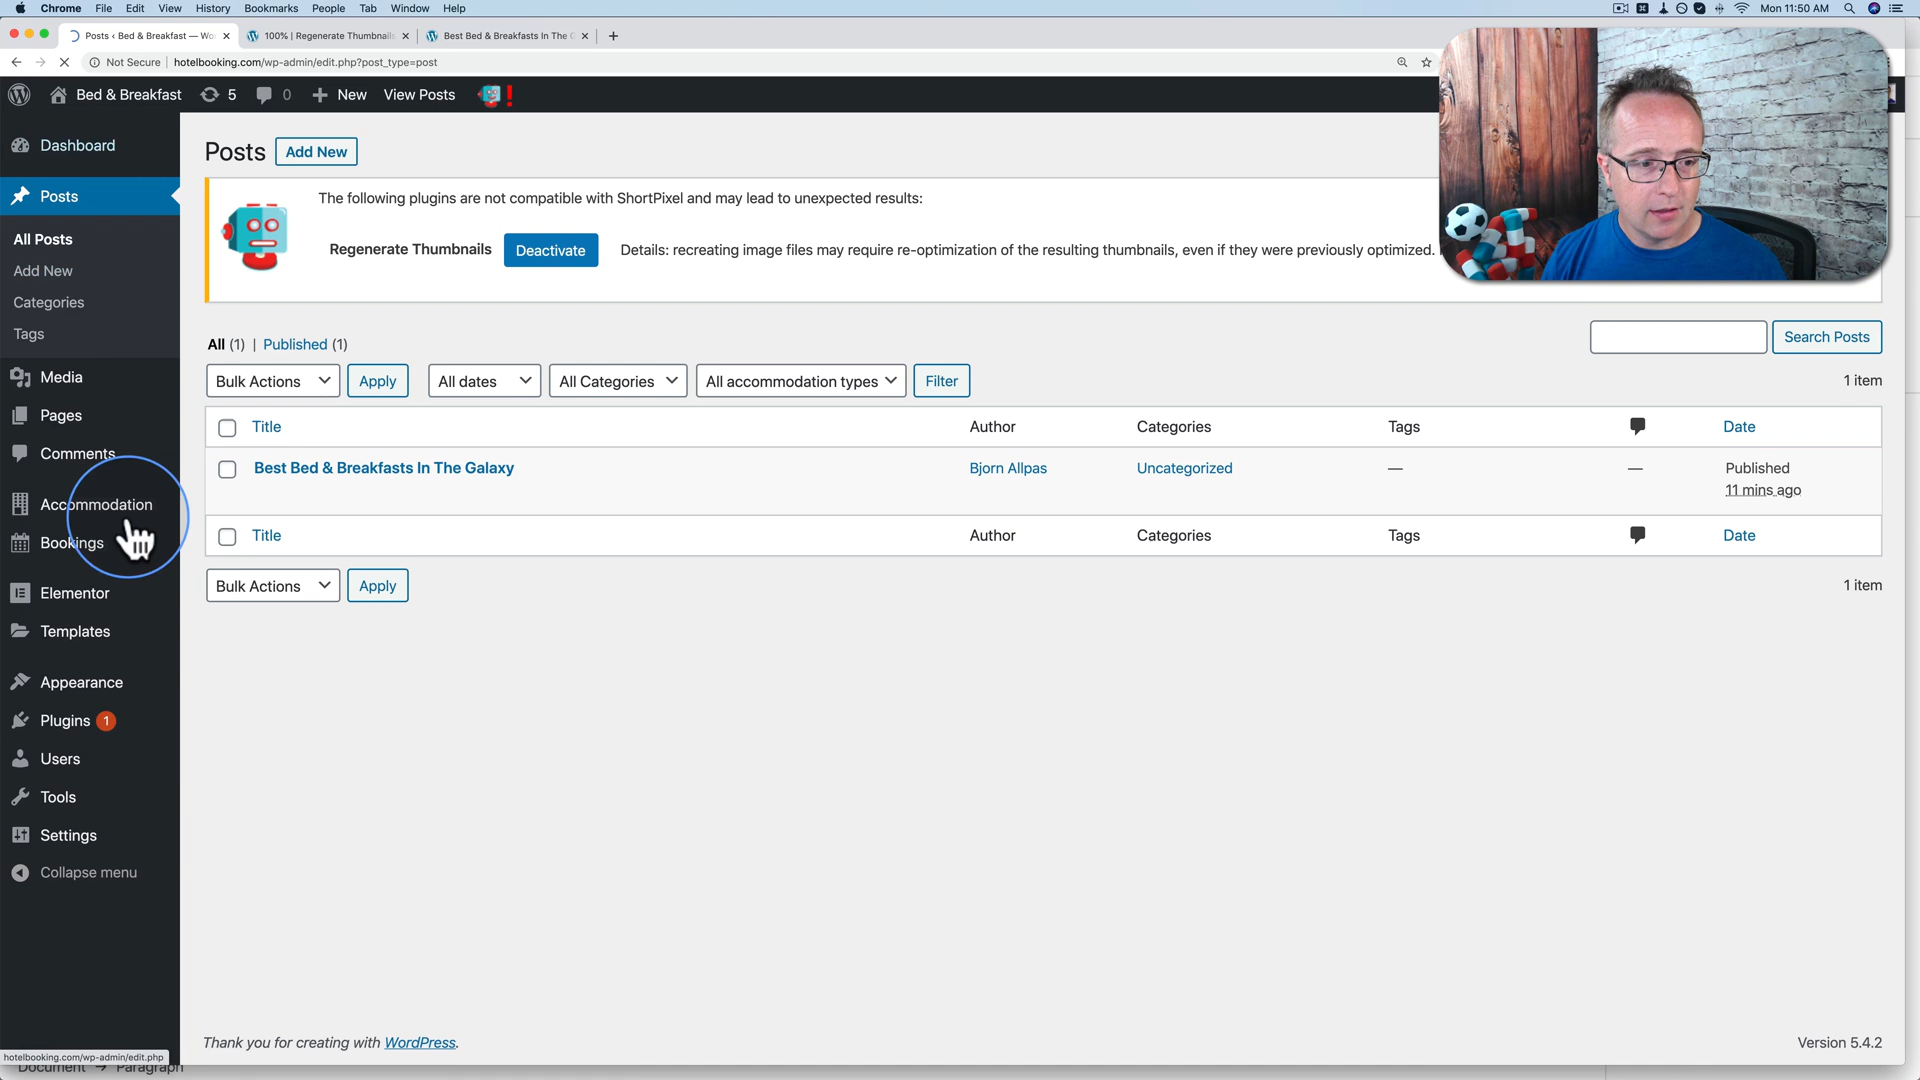 Chrome File Edit View History Bookmarks People Tab Window Help Mon 11:50 AM
Posts ‹ Bed & Breakfast — Wo 100% | Regenerate Thumbnails Best Bed & Breakfasts In The G
Not Secure | hotelbooking.com/wp-admin/edit.php?post_type=post
Bed & Breakfast 5 0 New View Posts
Dashboard
Posts
All Posts
Add New
Categories
Tags
Media
Pages
Comments
Accommodation
Bookings
Elementor
Templates
Appearance
Plugins 1
Users
Tools
Settings
Collapse menu
Posts Add New
The following plugins are not compatible with ShortPixel and may lead to unexpected results:
Regenerate Thumbnails Deactivate Details: recreating image files may require re-optimization of the resulting thumbnails, even if they were previously optimized.
All (1) | Published (1)
Search Posts
Bulk Actions Apply All dates All Categories All accommodation types Filter 1 item
Title Author Categories Tags Date
Best Bed & Breakfasts In The Galaxy Bjorn Allpas Uncategorized — — Published
11 mins ago
Title Author Categories Tags Date
Bulk Actions Apply 1 item
Thank you for creating with WordPress. Version 5.4.2
hotelbooking.com/wp-admin/edit.php
Document → Paragraph